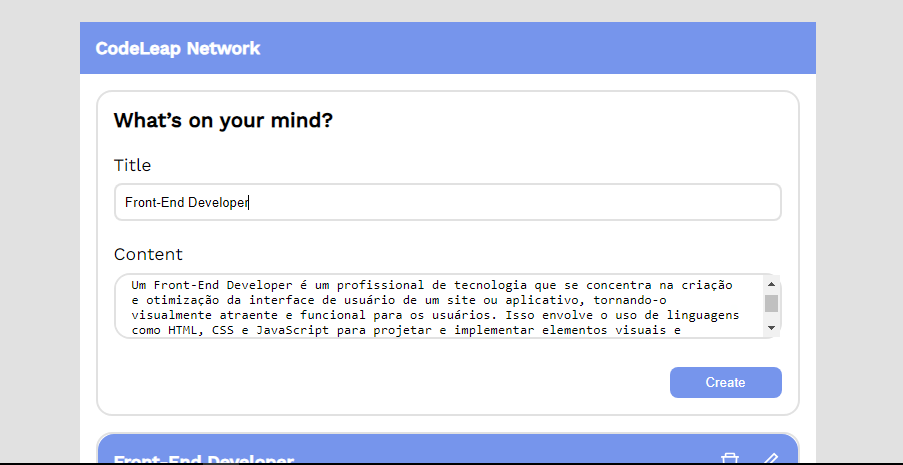 CodeLeap Network
What’s on your mind?
Title
Front-End Developer
Content
Um Front-End Developer é um profissional de tecnologia que se concentra na criação
e otimização da interface de usuário de um site ou aplicativo, tornando-o
visualmente atraente e funcional para os usuários. Isso envolve o uso de linguagens
como HTML, CSS e JavaScript para projetar e implementar elementos visuais e
Create
Front-End Developer